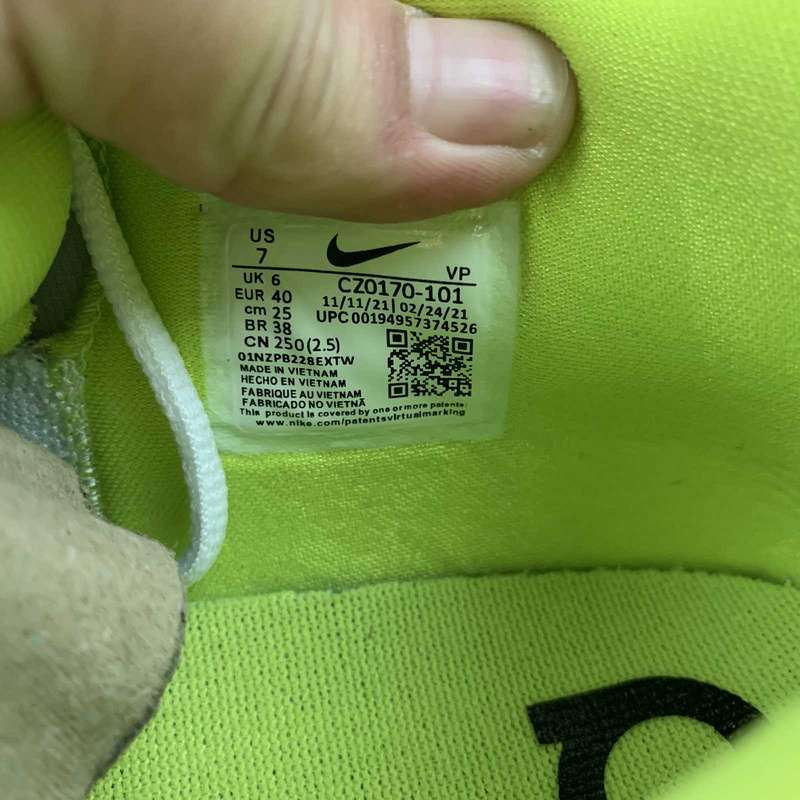 US
7
VP
UK 6
CZ0170-101
EUR 40
11/11/21| 02/24/21
cm 25
UPC 00194957374526
BR 38
CN 250(2.5)
01NZPB228EXTW
MADE IN VIETNAM
HECHO EN VIETNAM
FABRIQUE AU VIETNAM
FABRICADO NO VIETNÃ
This product is covered by one or more patents:
www.nike.com/patentsvirtualmarking